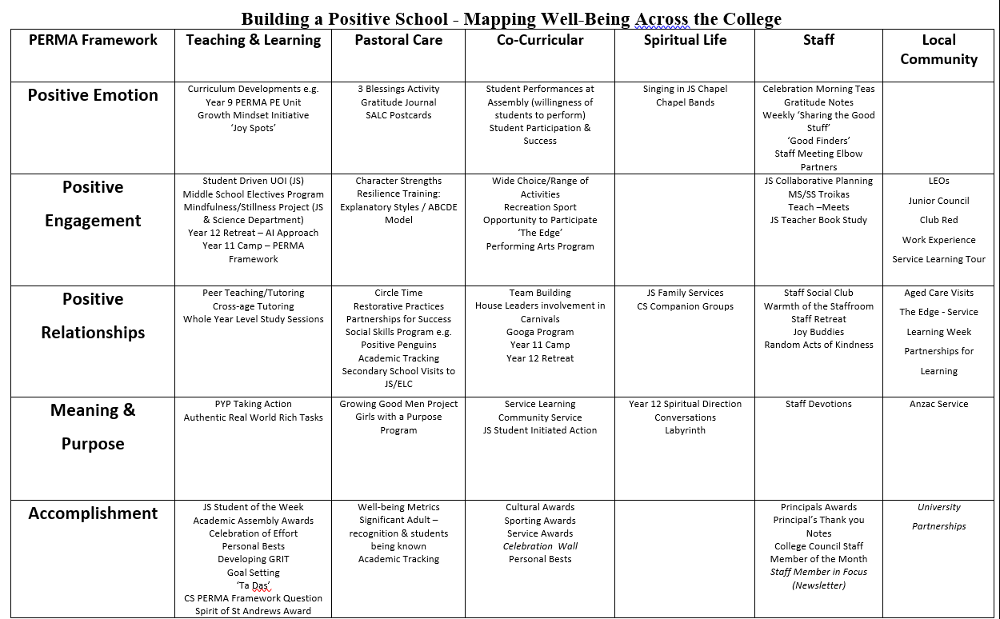 Building a Positive School - Mapping Well-Being Across the College
PERMA Framework
Teaching & Learning
Pastoral Care
Co-Curricular
Spiritual Life
Staff
Local
Community
Positive Emotion
Curriculum Developments e.g.
Year 9 PERMA PE Unit
Growth Mindset Initiative
‘Joy Spots’
3 Blessings Activity
Gratitude Journal
SALC Postcards
Student Performances at
Assembly (willingness of
students to perform)
Student Participation &
Success
Singing in JS Chapel
Chapel Bands
Celebration Morning Teas
Gratitude Notes
Weekly ‘Sharing the Good
Stuff’
‘Good Finders’
Staff Meeting Elbow
Partners
Positive
Engagement
Student Driven UOI (JS)
Middle School Electives Program
Mindfulness/Stillness Project (JS
& Science Department)
Year 12 Retreat – AI Approach
Year 11 Camp – PERMA
Framework
Character Strengths
Resilience Training:
Explanatory Styles / ABCDE
Model
Wide Choice/Range of
Activities
Recreation Sport
Opportunity to Participate
‘The Edge’
Performing Arts Program
JS Collaborative Planning
MS/SS Troikas
Teach –Meets
JS Teacher Book Study
LEOs
Junior Council
Club Red
Work Experience
Service Learning Tour
Positive
Relationships
Peer Teaching/Tutoring
Cross-age Tutoring
Whole Year Level Study Sessions
Circle Time
Restorative Practices
Partnerships for Success
Social Skills Program e.g.
Positive Penguins
Academic Tracking
Secondary School Visits to
JS/ELC
Team Building
House Leaders involvement in
Carnivals
Googa Program
Year 11 Camp
Year 12 Retreat
JS Family Services
CS Companion Groups
Staff Social Club
Warmth of the Staffroom
Staff Retreat
Joy Buddies
Random Acts of Kindness
Aged Care Visits
The Edge - Service
Learning Week
Partnerships for
Learning
Meaning &
Purpose
PYP Taking Action
Authentic Real World Rich Tasks
Growing Good Men Project
Girls with a Purpose
Program
Service Learning
Community Service
JS Student Initiated Action
Year 12 Spiritual Direction
Conversations
Labyrinth
Staff Devotions
Anzac Service
Accomplishment
JS Student of the Week
Academic Assembly Awards
Celebration of Effort
Personal Bests
Developing GRIT
Goal Setting
‘Ta Das’
CS PERMA Framework Question
Spirit of St Andrews Award
Well-being Metrics
Significant Adult –
recognition & students
being known
Academic Tracking
Cultural Awards
Sporting Awards
Service Awards
Celebration Wall
Personal Bests
Principals Awards
Principal’s Thank you
Notes
College Council Staff
Member of the Month
Staff Member in Focus
(Newsletter)
University
Partnerships